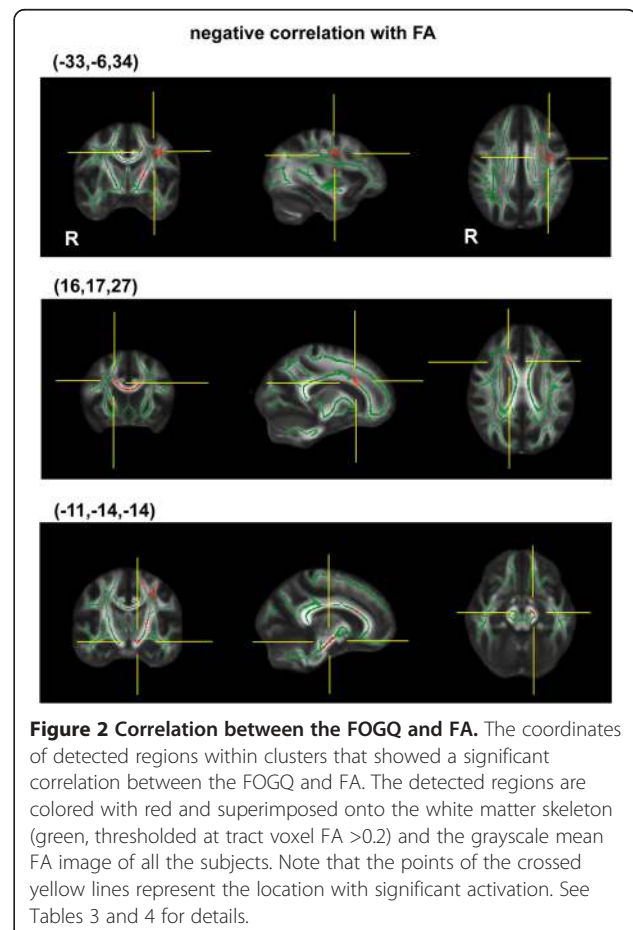 negative correlation with FA
(-33,-6,34)
R
R
(16,17,27)
(-11,-14,-14)
Figure 2 Correlation between the FOGQ and FA. The coordinates
of detected regions within clusters that showed a significant
correlation between the FOGQ and FA. The detected regions are
colored with red and superimposed onto the white matter skeleton
(green, thresholded at tract voxel FA >0.2) and the grayscale mean
FA image of all the subjects. Note that the points of the crossed
yellow lines represent the location with significant activation. See
Tables 3 and 4 for details.